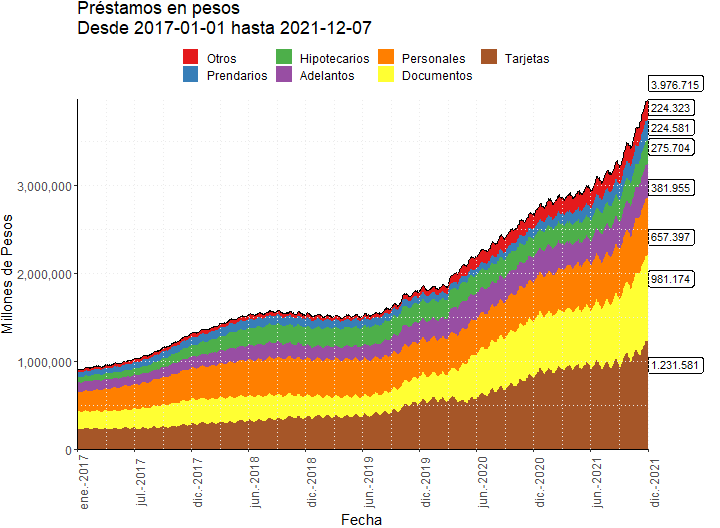 Préstamos en pesos
Desde 2017-01-01 hasta 2021-12-07
Otros Hipotecarios Personales Tarjetas
Prendarios Adelantos Documentos
3.976.715
224.323
224.581
275.704
381.955
657.397
981.174
1.231.581
Millones de Pesos
3,000,000
2,000,000
1,000,000
0
ene.-2017 jul.-2017 dic.-2017 jun.-2018 dic.-2018 jun.-2019 dic.-2019 jun.-2020 dic.-2020 jun.-2021 dic.-2021
Fecha